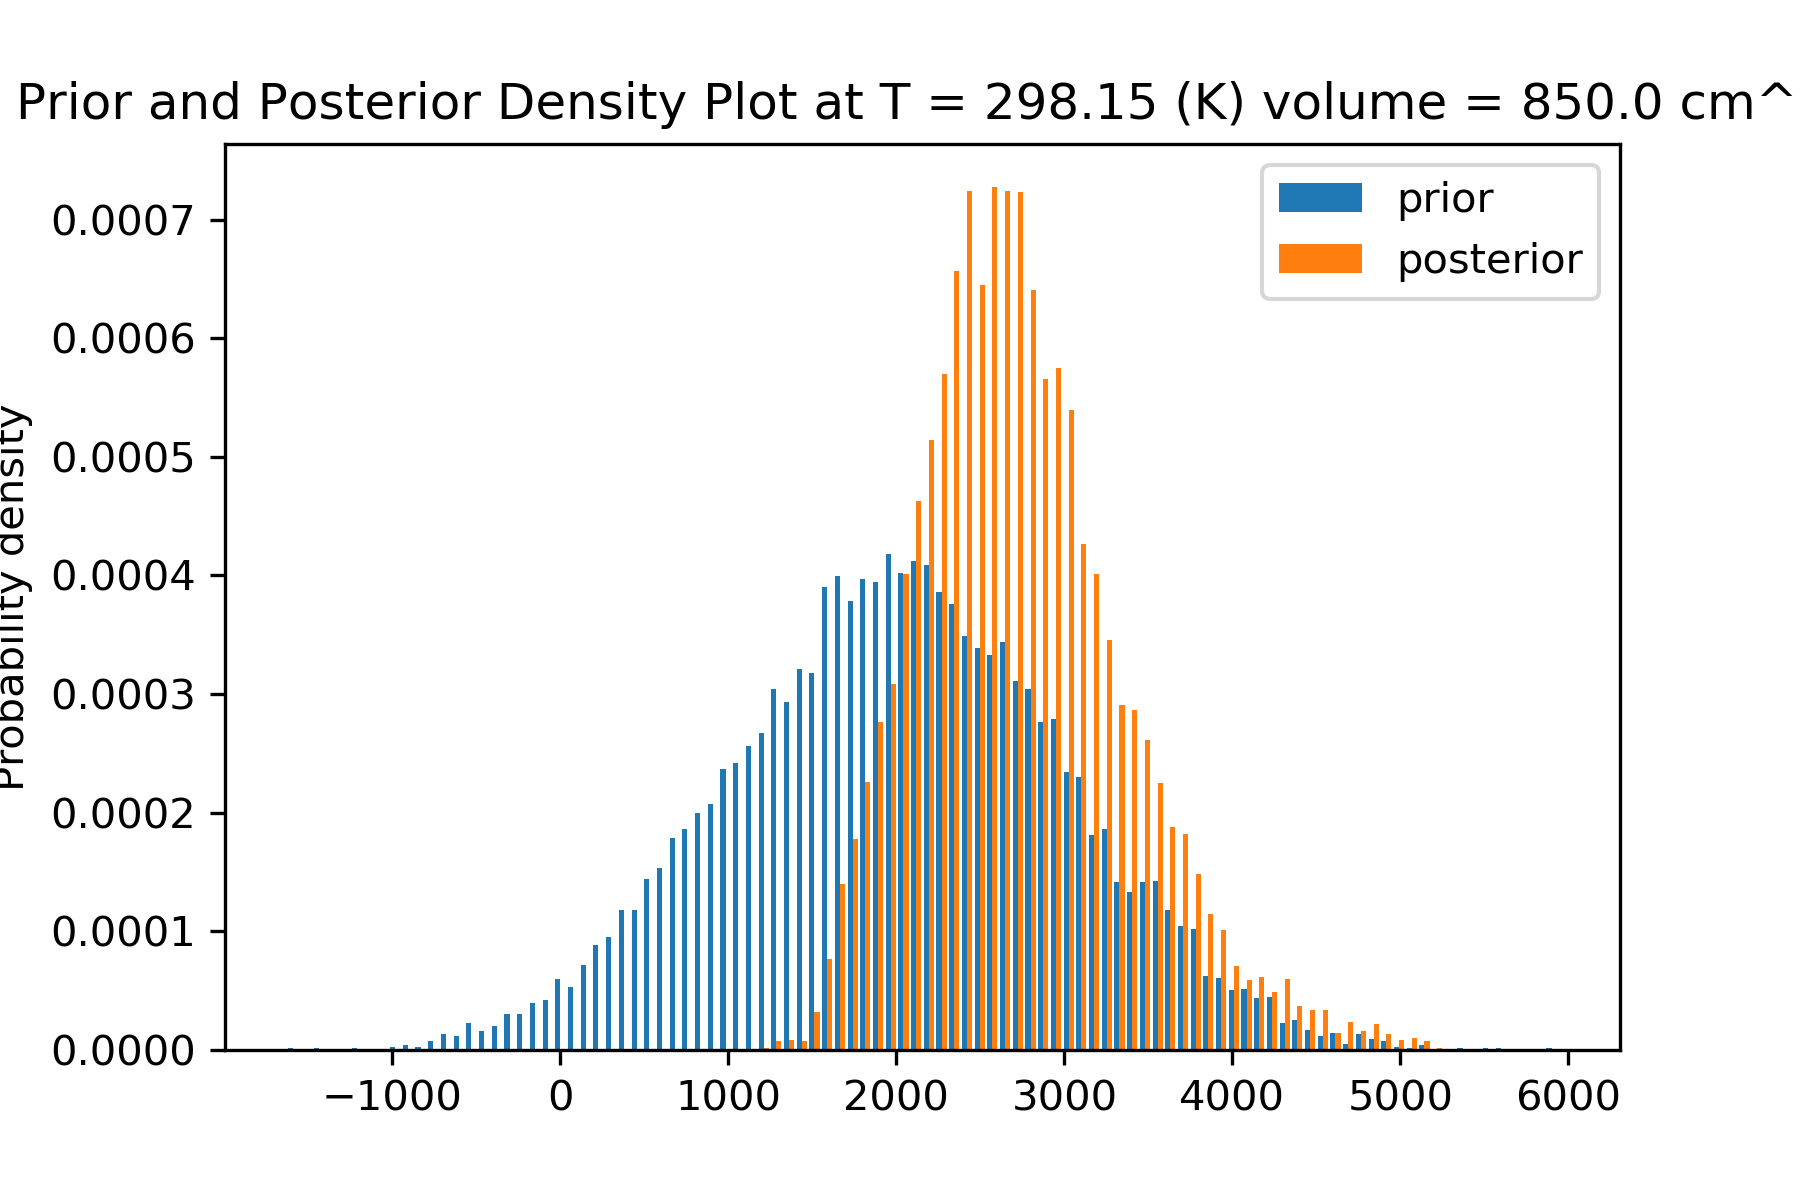 Prior and Posterior Density Plot at T = 298.15 (K) volume = 850.0 cm^
prior
posterior
Probability density
0.0007
0.0006
0.0005
0.0004
0.0003
0.0002
0.0001
0.0000
−1000 0 1000 2000 3000 4000 5000 6000